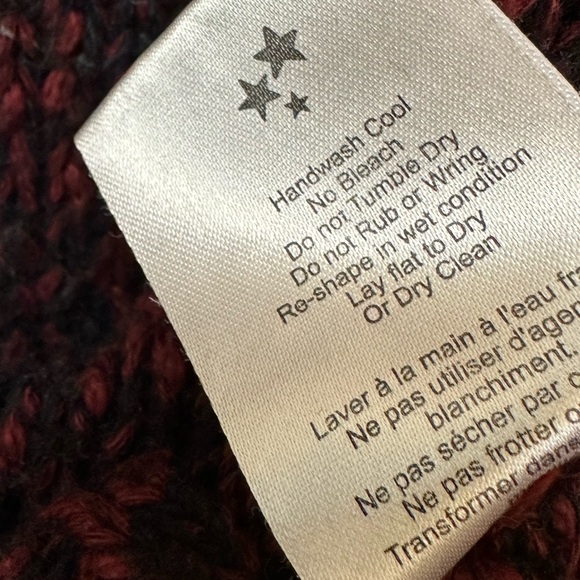 Handwash Cool
No Bleach
Do not Tumble Dry
Do not Rub or Wring
Re-shape in wet condition
Lay flat to Dry
Or Dry Clean
Laver à la main à l'eau
Ne pas utiliser
blanchiment.
Ne pas sécher par
Ne pas frotter
Transformer dans